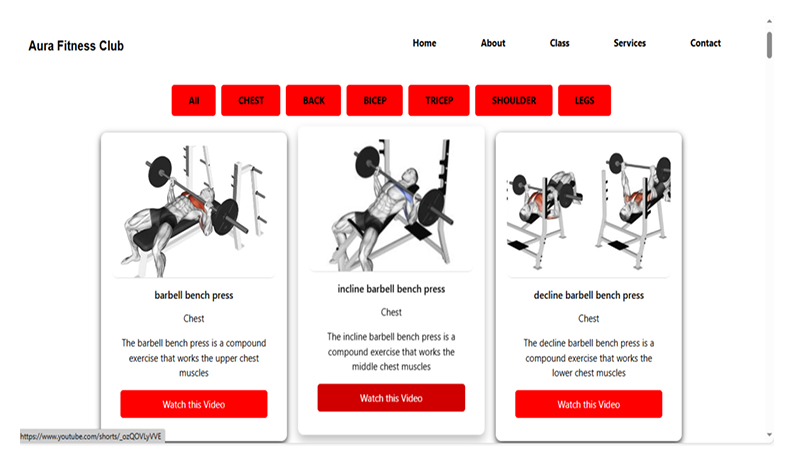 Aura Fitness Club
Home About Class Services Contact
All CHEST BACK BICEP TRICEP SHOULDER LEGS
barbell bench press
Chest
The barbell bench press is a compound
exercise that works the upper chest
muscles
Watch this Video
incline barbell bench press
Chest
The incline barbell bench press is a
compound exercise that works the
middle chest muscles
Watch this Video
decline barbell bench press
Chest
The decline barbell bench press is a
compound exercise that works the
lower chest muscles
Watch this Video
https://www.youtube.com/shorts/_ozQOVLyVVE